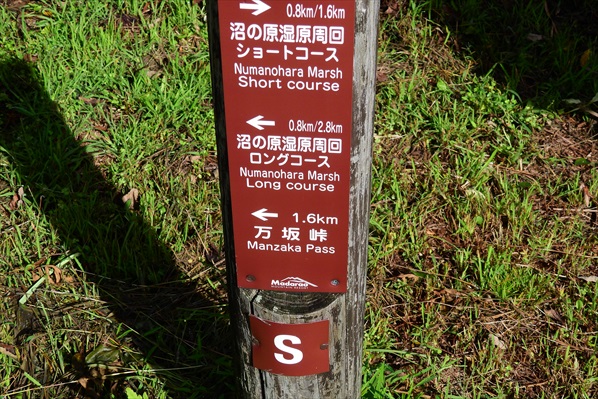 → 0.8km/1.6km
沼の原湿原周回
ショートコース
Numanohara Marsh
Short course
← 0.8km/2.8km
沼の原湿原周回
ロングコース
Numanohara Marsh
Long course
← 1.6km
万坂峠
Manzaka Pass
Madarao
S